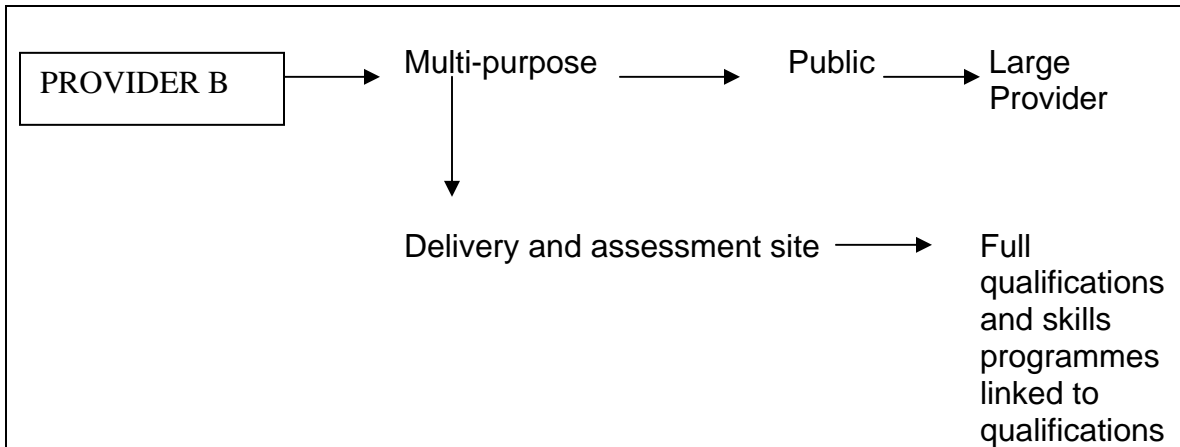 PROVIDER B
Multi-purpose
Public
Large
Provider
Delivery and assessment site
Full
qualifications
and skills
programmes
linked to
qualifications